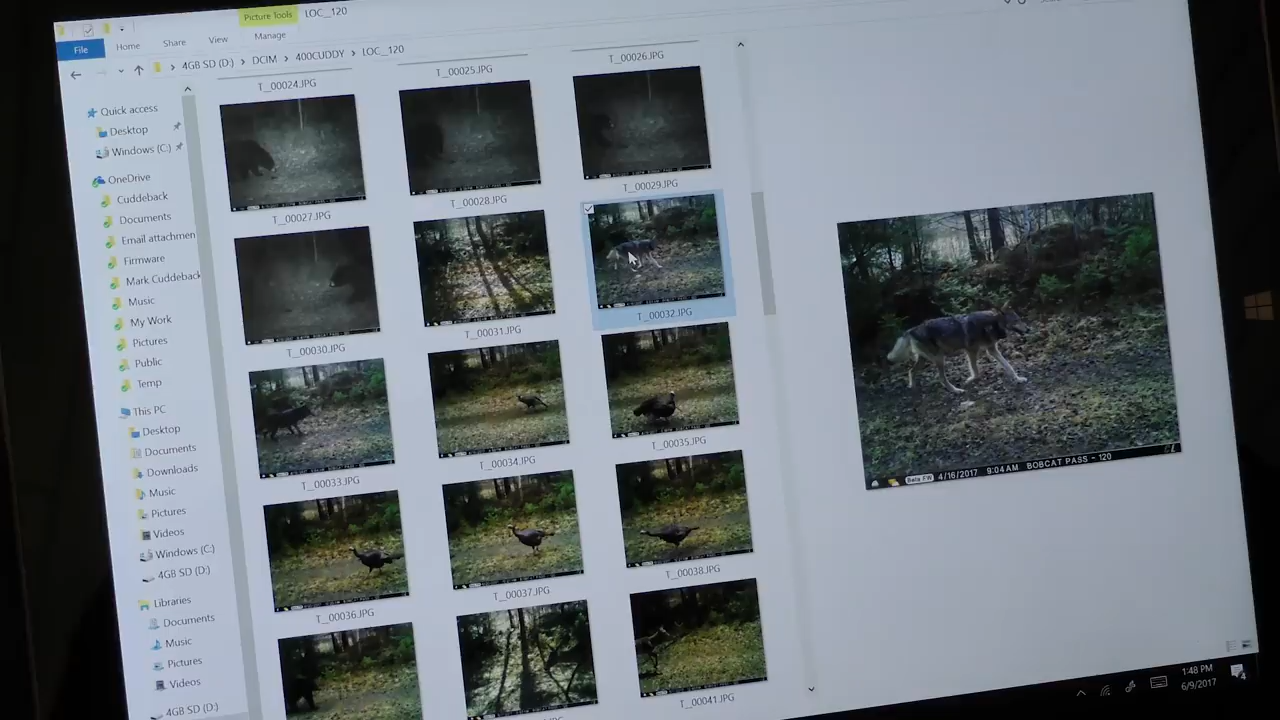 Picture Tools
LOC_120
File
Home
Share
View
Manage
4GB SD (D:)
DCIM
400CUDDY
LOC_120
Quick access
Desktop
Windows (C:)
OneDrive
Cuddeback
Documents
Email attachmen
Firmware
Mark Cuddeback
Music
My Work
Pictures
Public
Temp
This PC
Desktop
Documents
Downloads
Music
Pictures
Videos
Windows (C:)
4GB SD (D:)
Libraries
Documents
Music
Pictures
Videos
4GB SD (D:)
T_00024.JPG
T_00025.JPG
T_00026.JPG
T_00027.JPG
T_00028.JPG
T_00029.JPG
T_00030.JPG
T_00031.JPG
T_00032.JPG
T_00033.JPG
T_00034.JPG
T_00035.JPG
T_00036.JPG
T_00037.JPG
T_00038.JPG
T_00041.JPG
Beta FW 4/16/2017 9:04AM BOBCAT PASS - 120
1:48 PM
6/9/2017
4